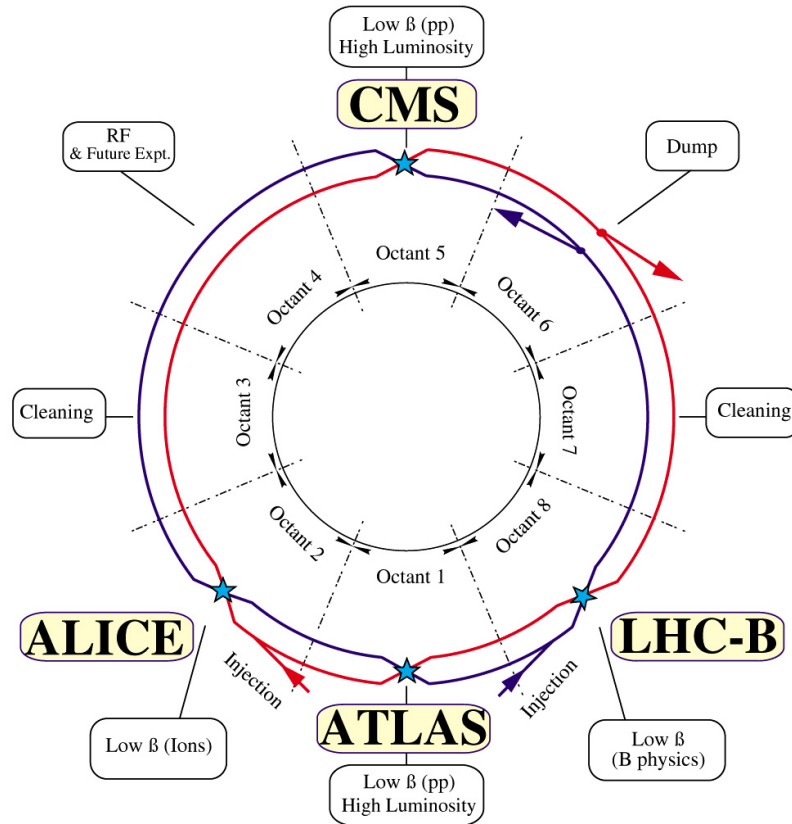 Low ß (pp)
High Luminosity
CMS
RF
& Future Expt.
Dump
Octant 5
Octant 4
Octant 6
Cleaning
Octant 3
Octant 7
Cleaning
Octant 2
Octant 8
Octant 1
ALICE
LHC-B
Injection
Injection
ATLAS
Low ß (Ions)
Low ß
(B physics)
Low ß (pp)
High Luminosity